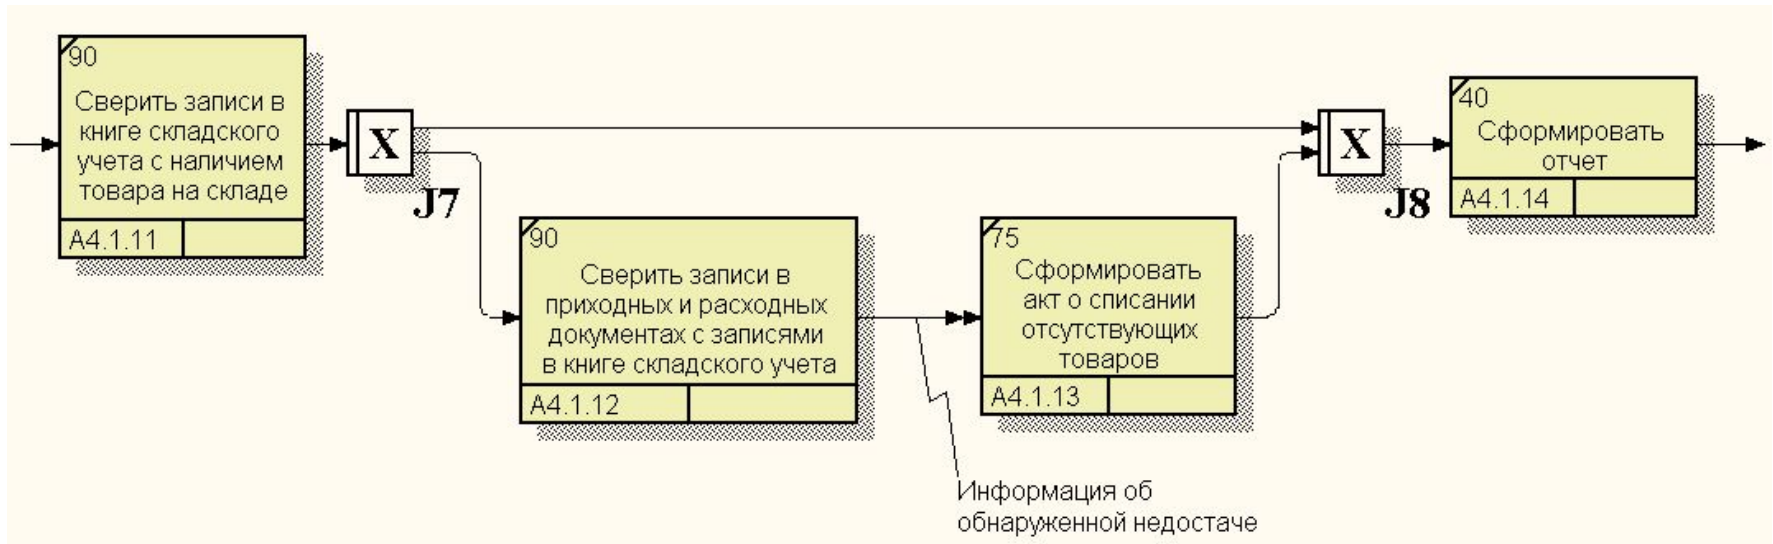 90
Сверить записи в
книге складского
учета с наличием
товара на складе
A4.1.11
X
J7
90
Сверить записи в
приходных и расходных
документах с записями
в книге складского учета
A4.1.12
75
Сформировать
акт о списании
отсутствующих
товаров
A4.1.13
Информация об
обнаруженной недостаче
X
J8
40
Сформировать
отчет
A4.1.14